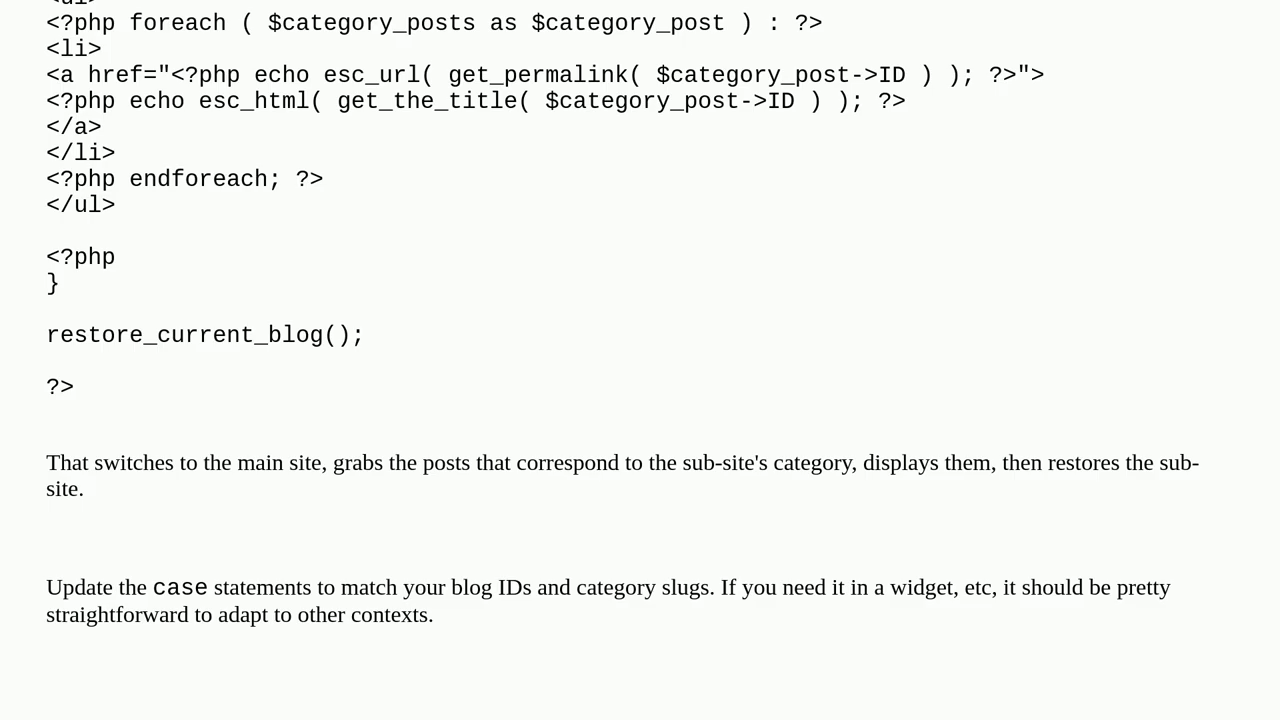 <ul>
<?php foreach ( $category_posts as $category_post ) : ?>
<li>
<a href="<?php echo esc_url( get_permalink( $category_post->ID ) ); ?>">
<?php echo esc_html( get_the_title( $category_post->ID ) ); ?>
</a>
</li>
<?php endforeach; ?>
</ul>
<?php
}
restore_current_blog();
?>
That switches to the main site, grabs the posts that correspond to the sub-site's category, displays them, then restores the sub-
site.
Update the case statements to match your blog IDs and category slugs. If you need it in a widget, etc, it should be pretty
straightforward to adapt to other contexts.